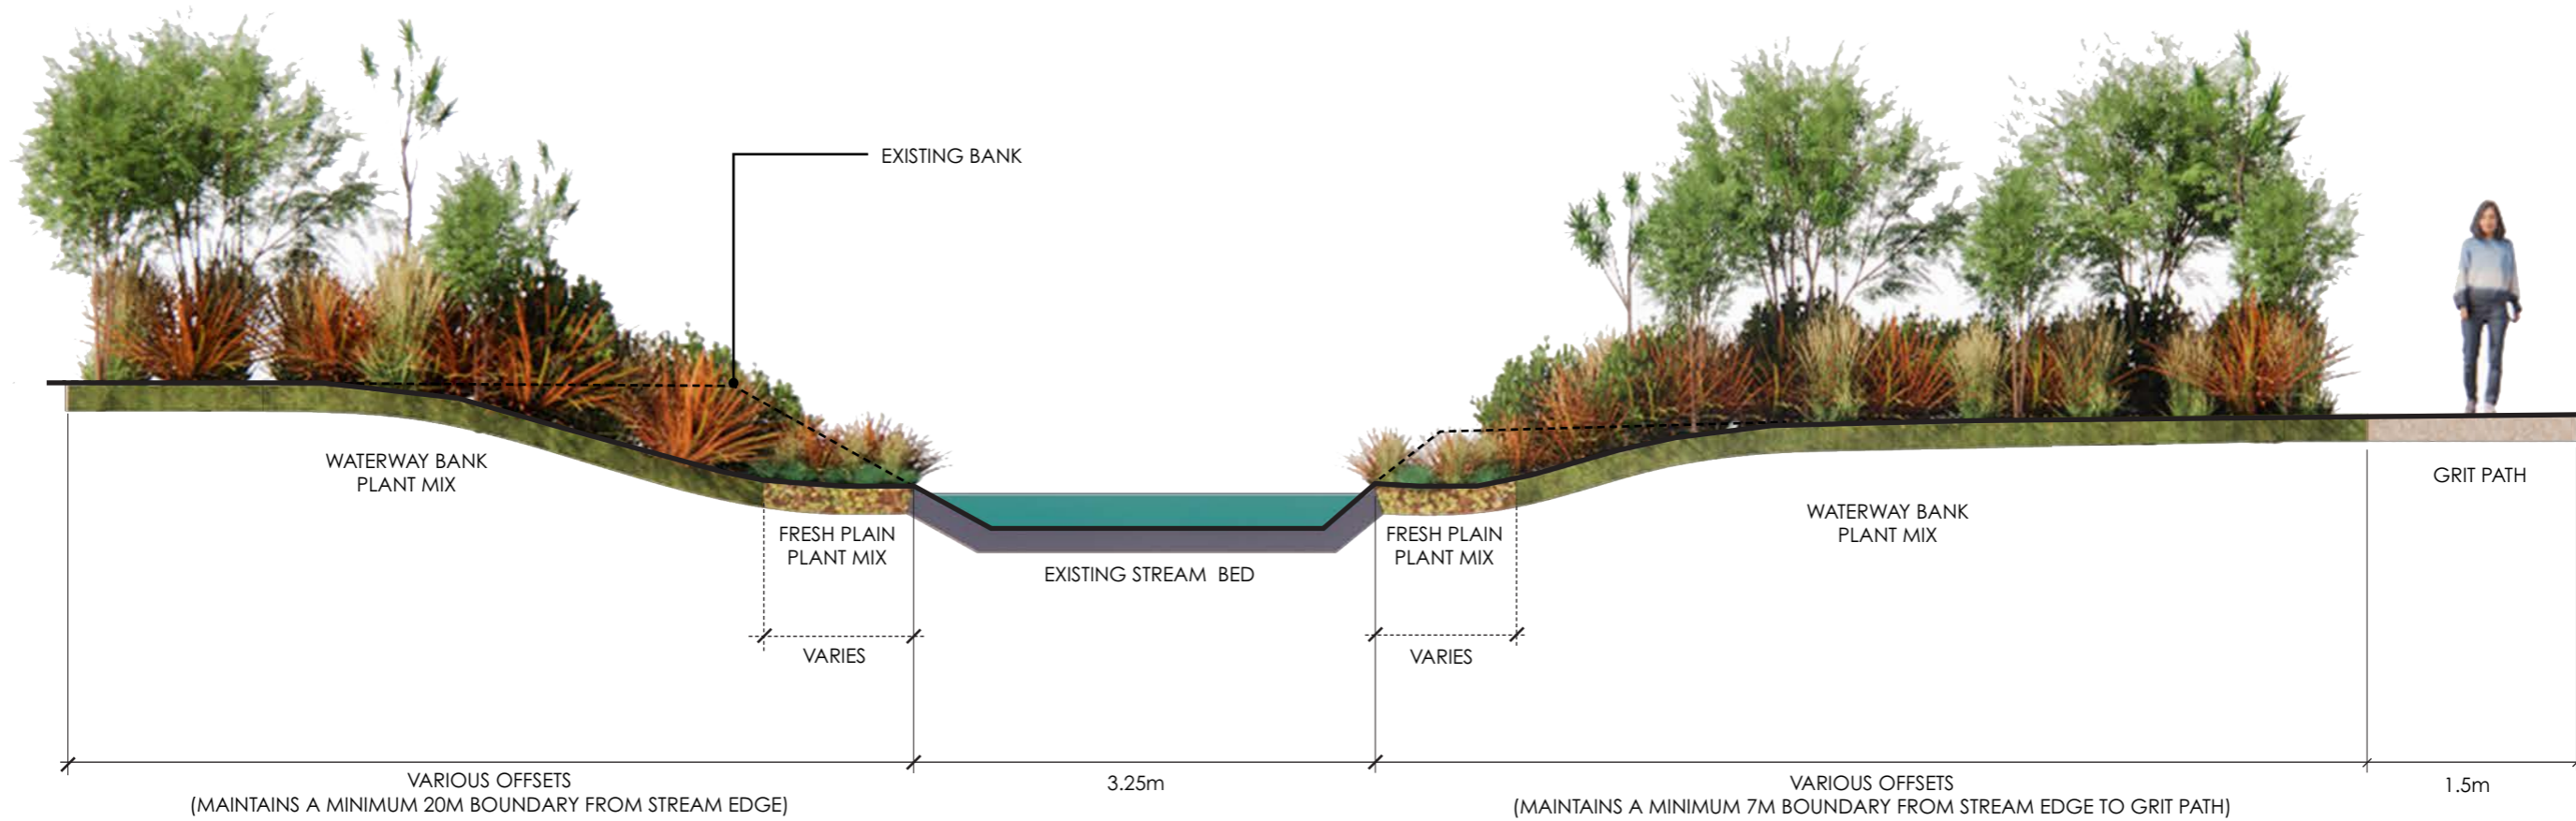 EXISTING BANK
WATERWAY BANK
PLANT MIX
FRESH PLAIN
PLANT MIX
EXISTING STREAM BED
FRESH PLAIN
PLANT MIX
WATERWAY BANK
PLANT MIX
GRIT PATH
VARIES
VARIES
VARIOUS OFFSETS
(MAINTAINS A MINIMUM 20M BOUNDARY FROM STREAM EDGE)
3.25m
VARIOUS OFFSETS
(MAINTAINS A MINIMUM 7M BOUNDARY FROM STREAM EDGE TO GRIT PATH)
1.5m